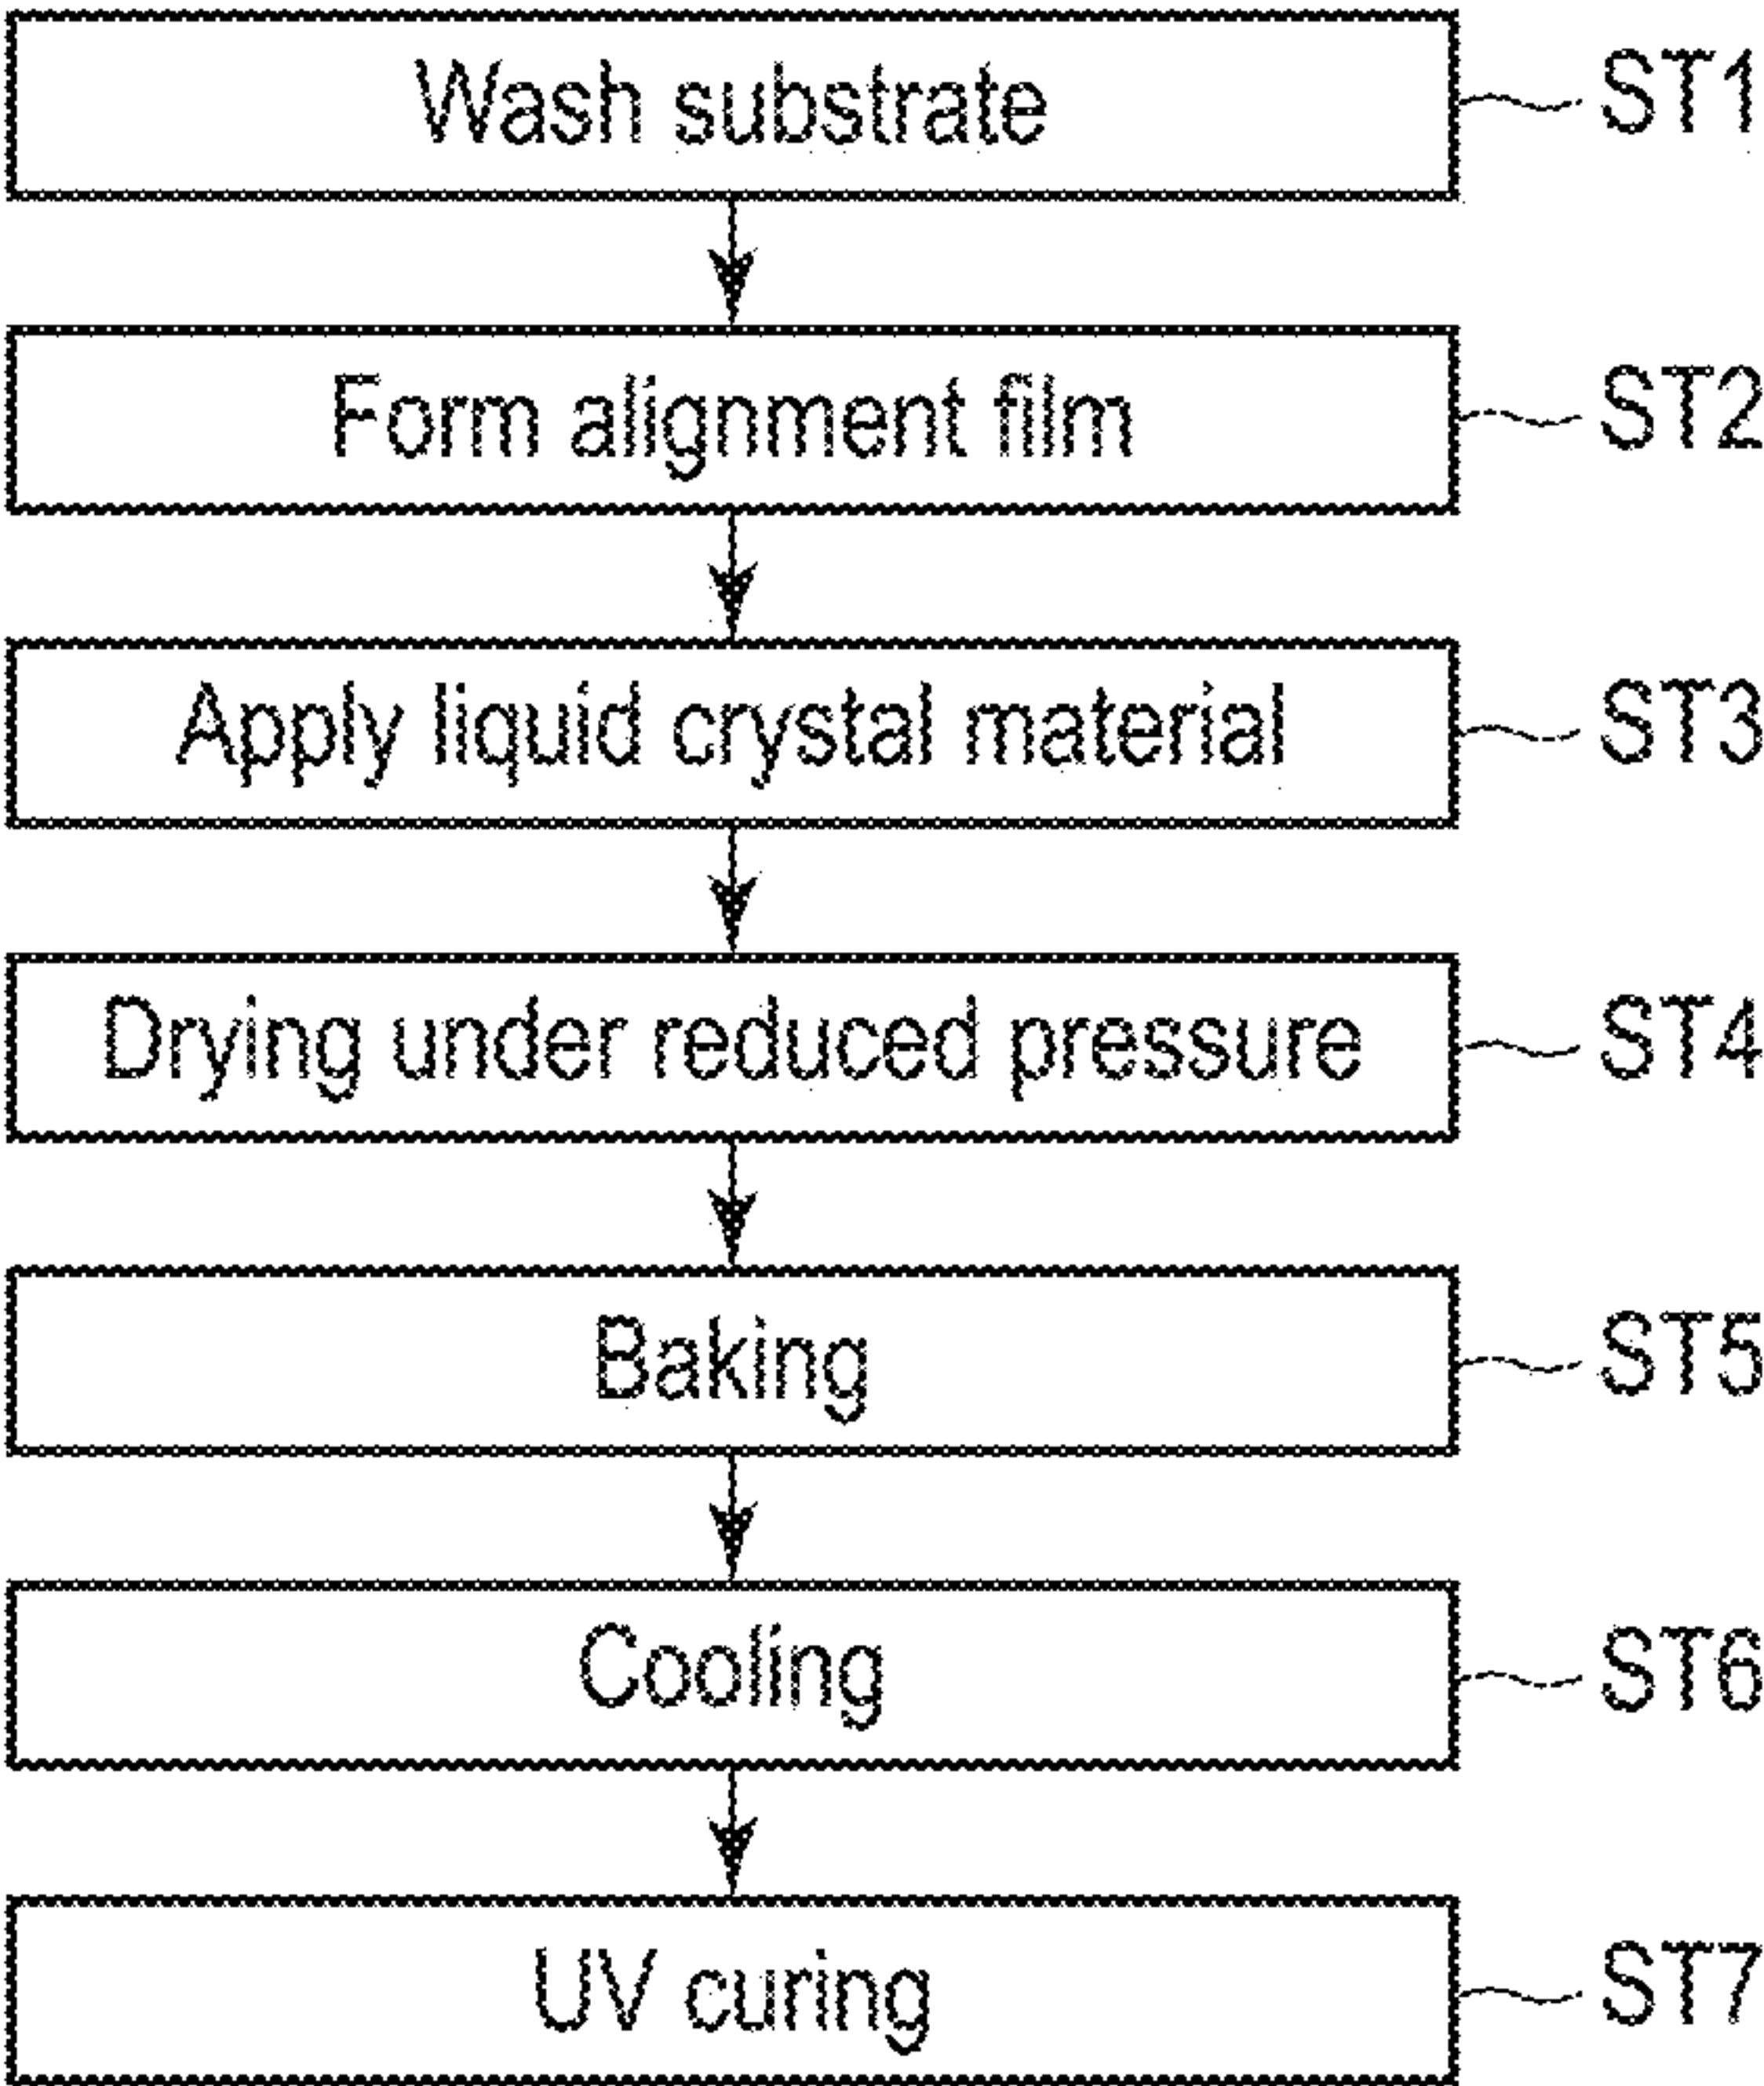 Wash substrate ST1
Form alignment film ST2
Apply liquid crystal material ST3
Drying under reduced pressure ST4
Baking ST5
Cooling ST6
UV curing ST7